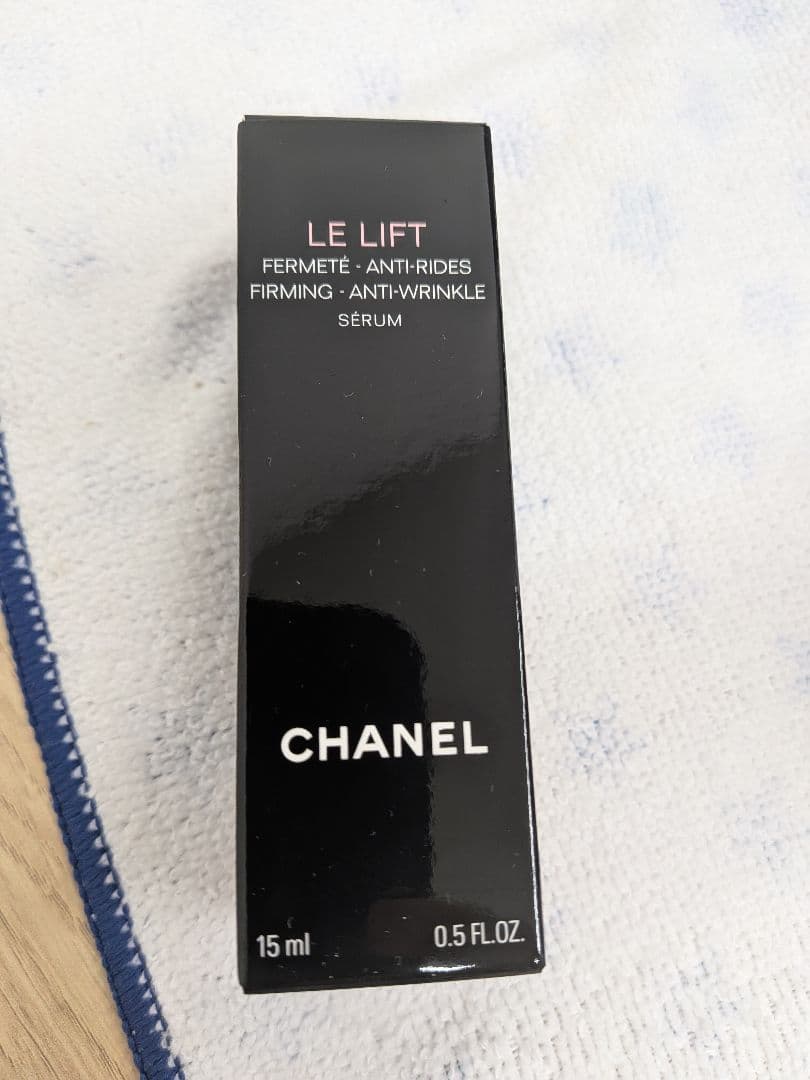 LE LIFT
FERMETÉ - ANTI-RIDES
FIRMING - ANTI-WRINKLE
SÉRUM
CHANEL
15 ml 0.5 FL.OZ.